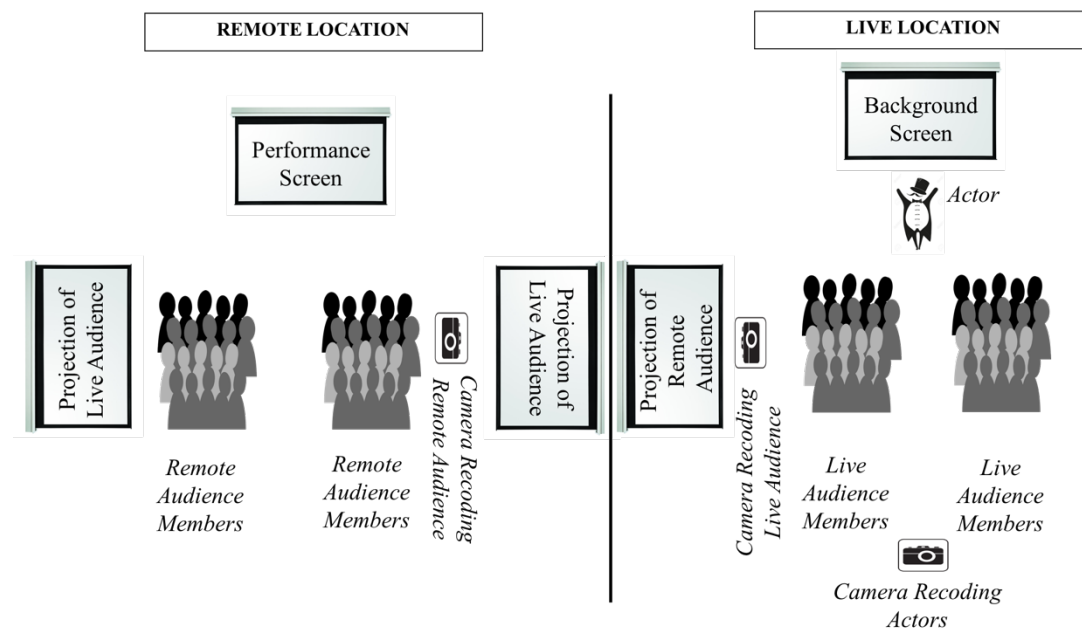 REMOTE LOCATION
LIVE LOCATION
Performance
Screen
Background
Screen
Actor
Projection of
Live Audience
Remote
Audience
Members
Remote
Audience
Members
Camera Recoding
Remote Audience
Projection of
Live Audience
Projection of
Remote
Audience
Camera Recoding
Live Audience
Live
Audience
Members
Live
Audience
Members
Camera Recoding
Actors